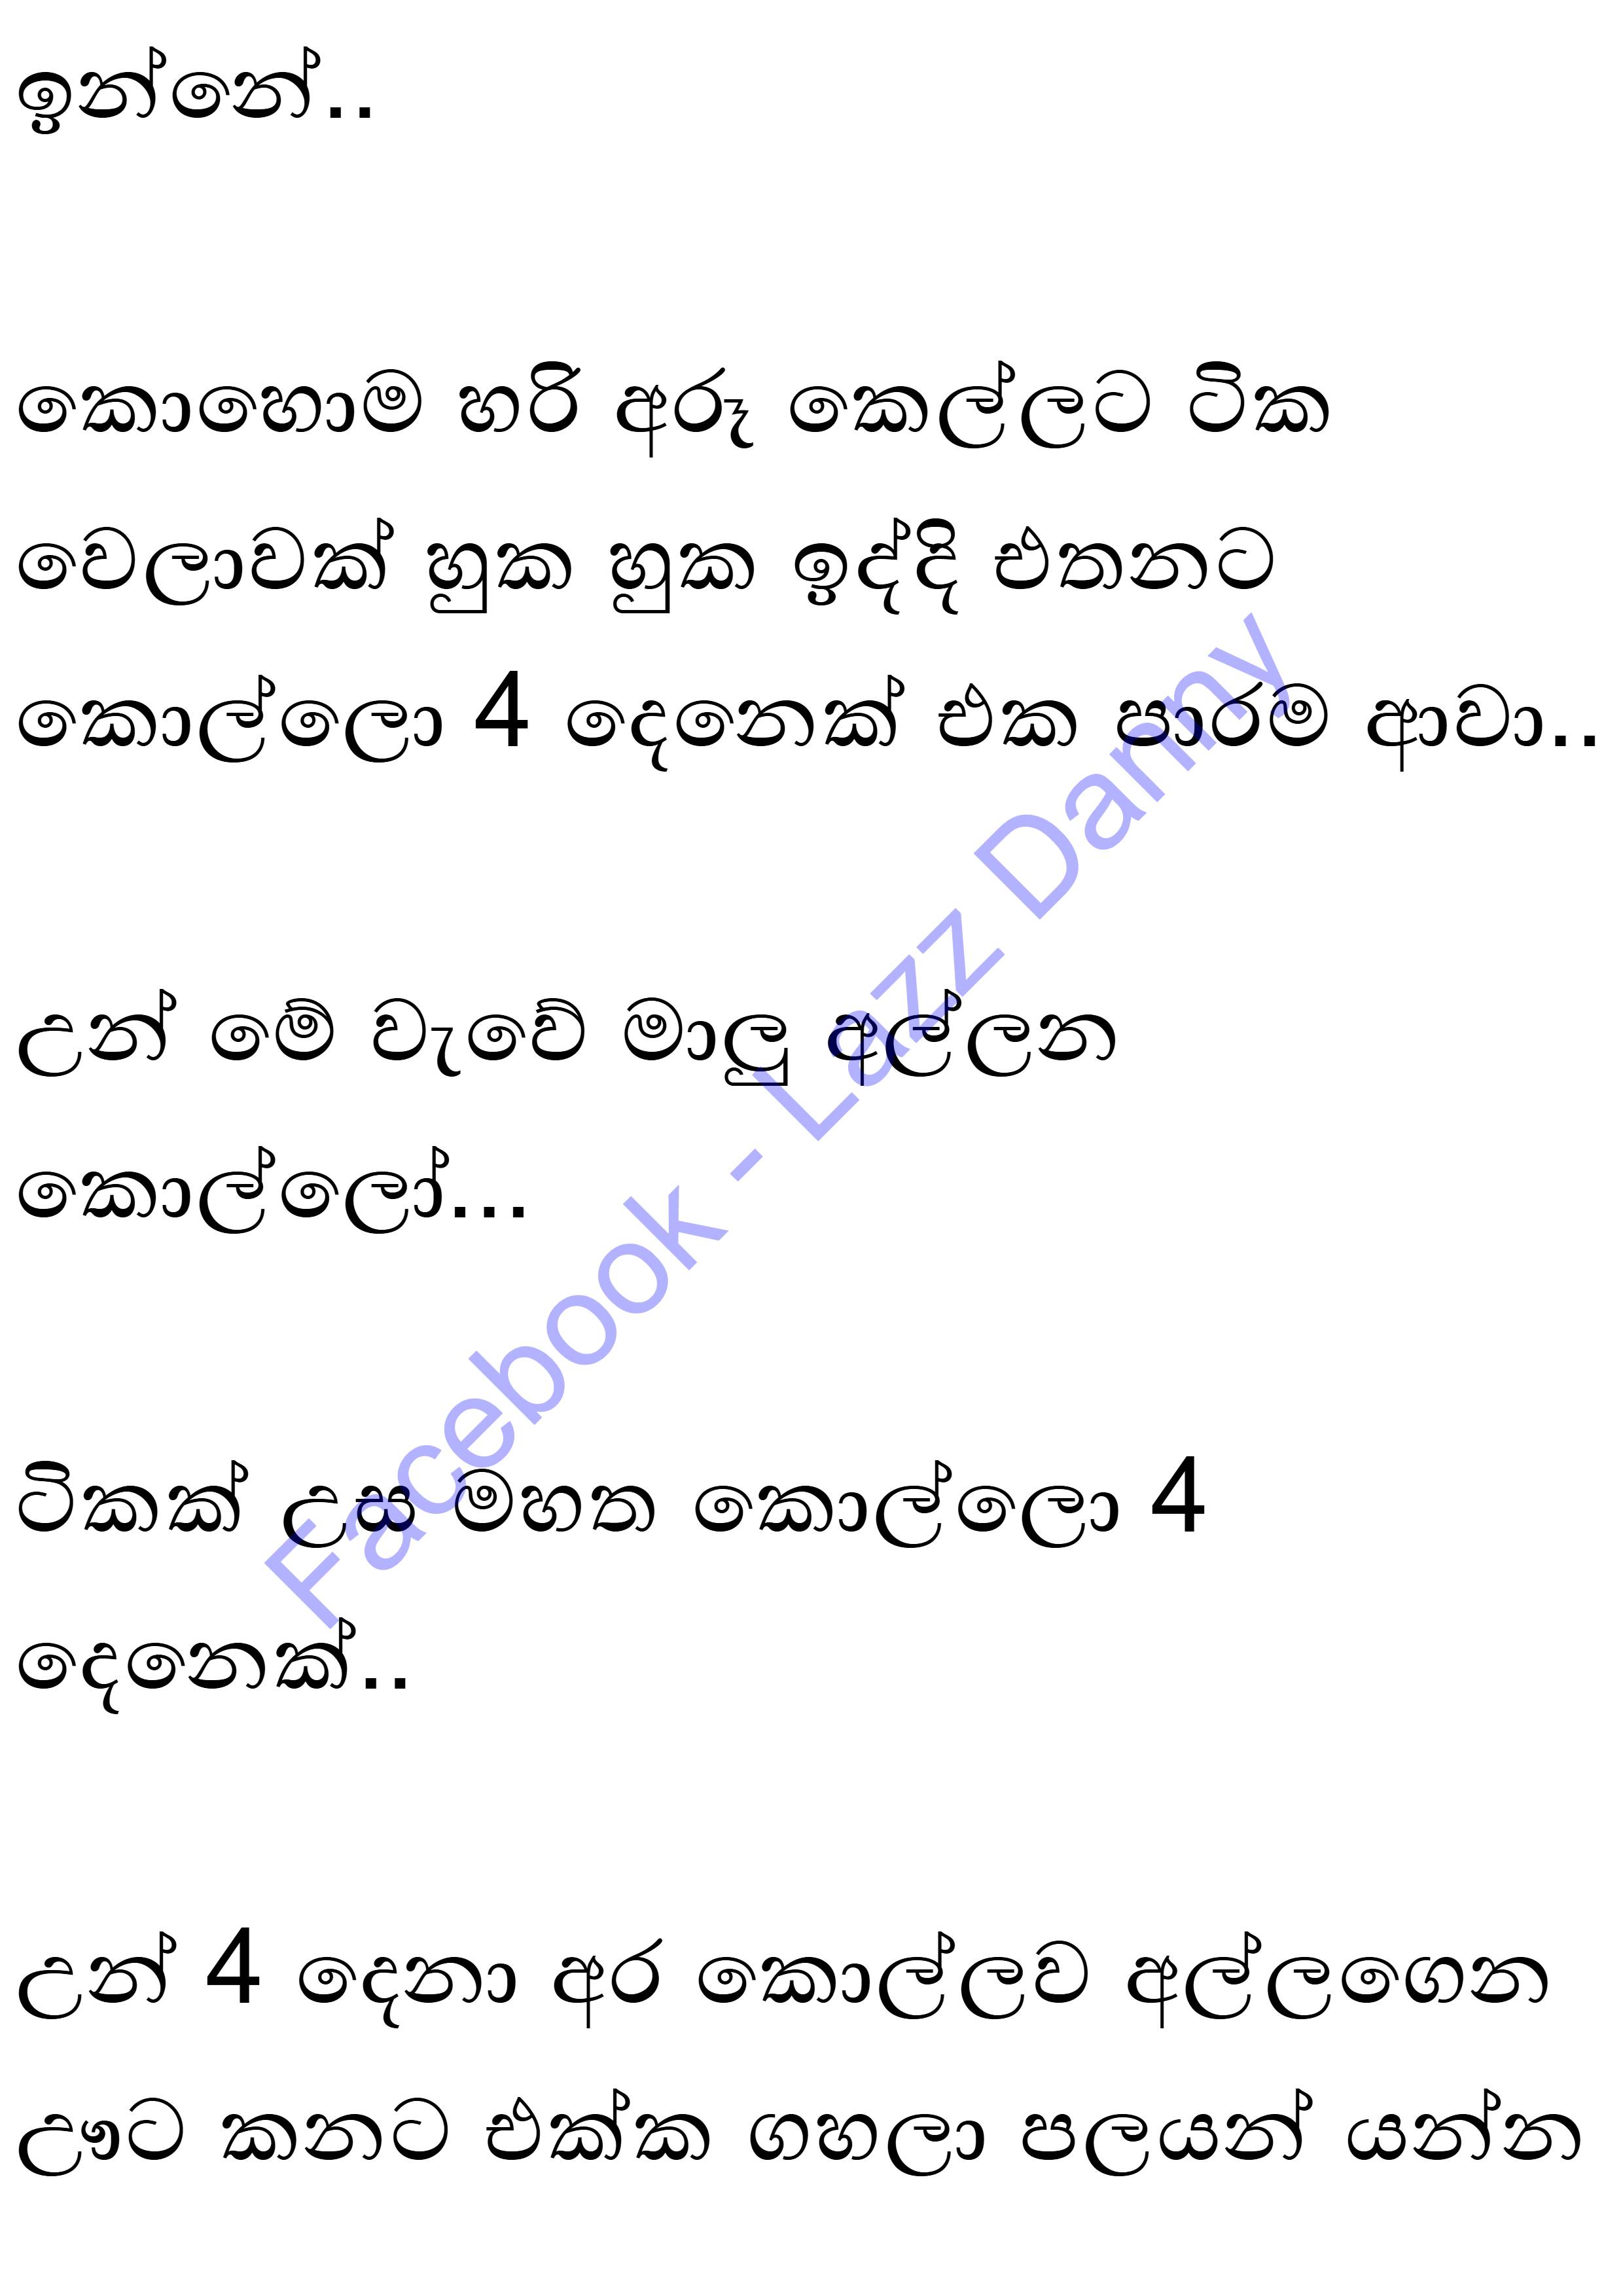 ඉන්නේ..
කොහොම හරි අරූ කෙල්ලට ටික
වෙලාවක් හුක හුක ඉද්දි එතනට
කොල්ලො 4 දෙනෙක් එක පාරම ආවා..
උන් මේ වැවේ මාලු අල්ලන
කොල්ලෝ...
ටිකක් උස මහත කොල්ලො 4
දෙනෙක්..
උන් 4 දෙනා අර කොල්ලව අල්ලගෙන
ඌට කනට එක්ක ගහලා පලයන් යන්න
Facebook - Lazz Danny